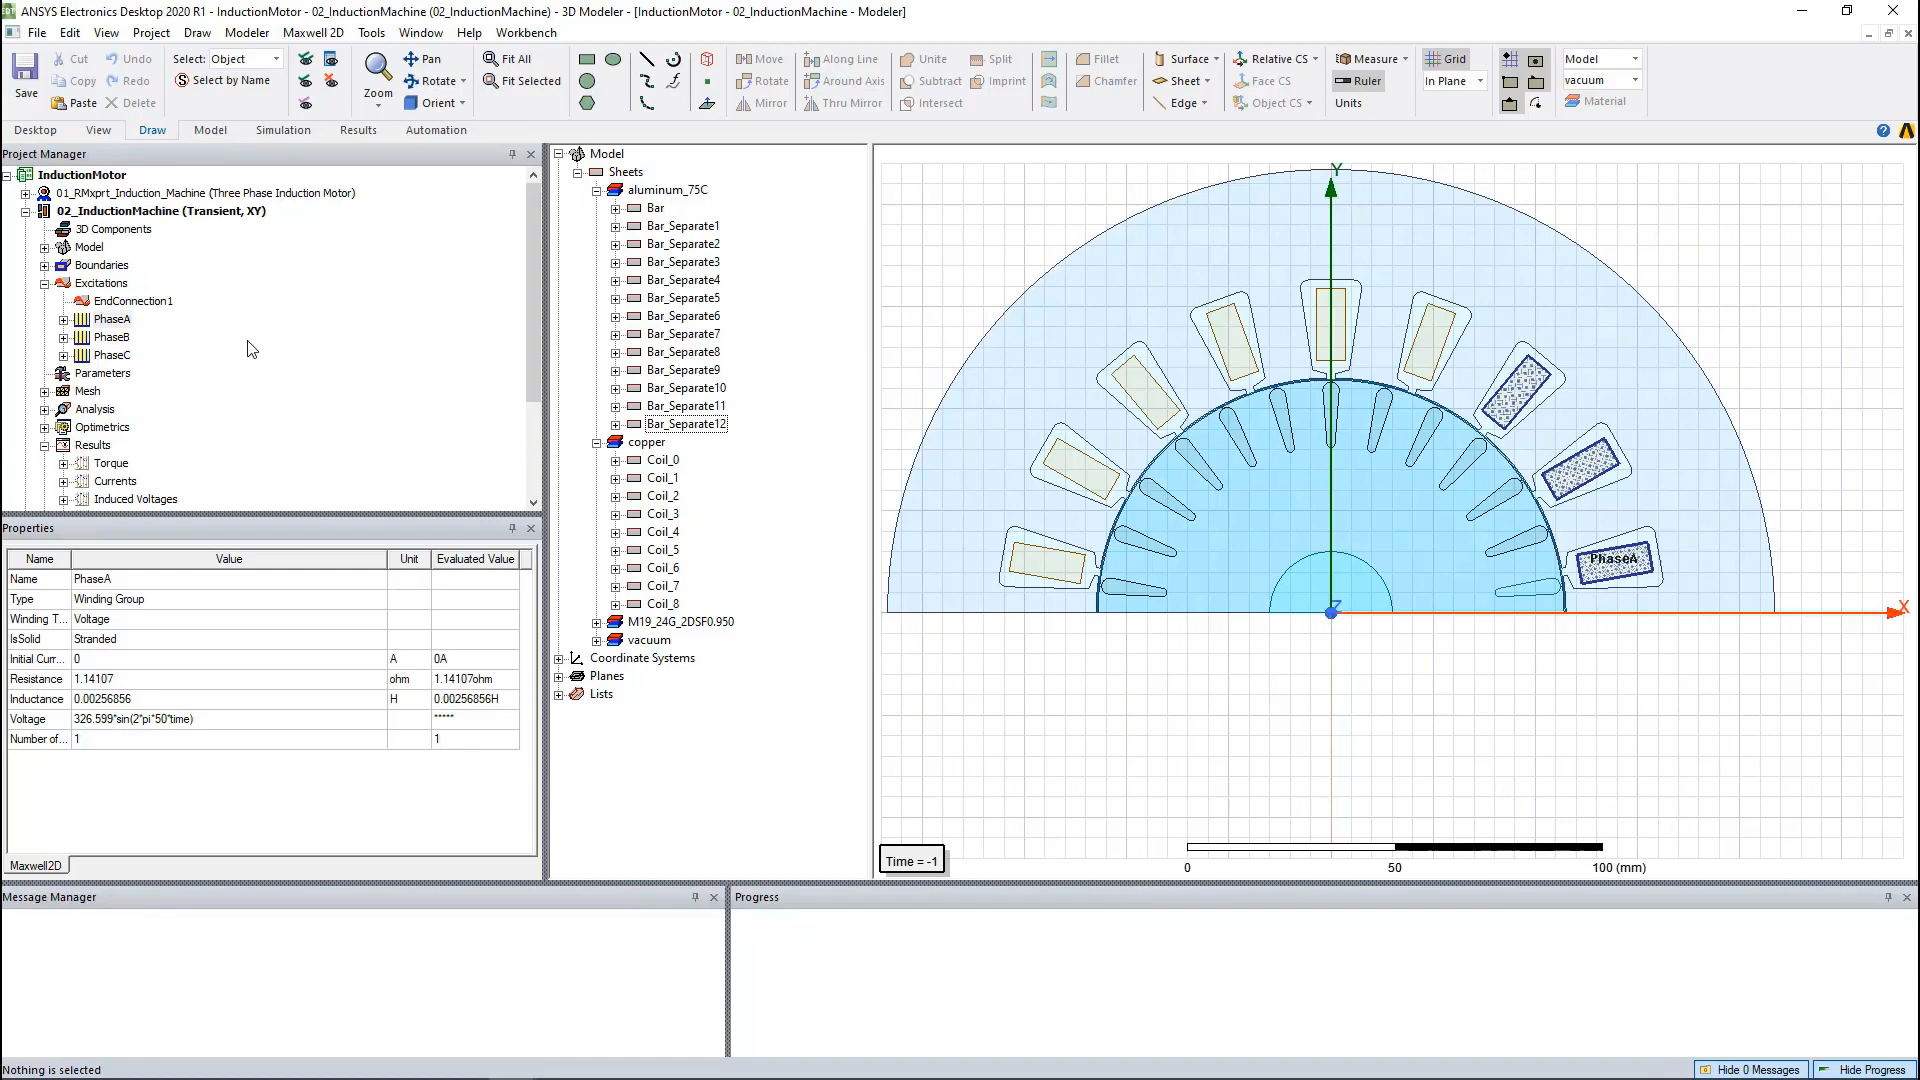 ANSYS Electronics Desktop 2020 R1 - InductionMotor - 02_InductionMachine (02_InductionMachine) - 3D Modeler - [InductionMotor - 02_InductionMachine - Modeler]
File Edit View Project Draw Modeler Maxwell 2D Tools Window Help Workbench
Save
Cut Undo
Copy Redo
Paste Delete
Select: Object
Select by Name
Zoom
Pan
Rotate
Orient
Fit All
Fit Selected
Move Along Line
Rotate Around Axis
Mirror Thru Mirror
Unite Split
Subtract Imprint
Intersect
Fillet
Chamfer
Surface
Sheet
Edge
Relative CS
Face CS
Object CS
Measure
Ruler
Units
Grid
In Plane
Model
vacuum
Material
Desktop View Draw Model Simulation Results Automation
Project Manager
InductionMotor
01_RMxprt_Induction_Machine (Three Phase Induction Motor)
02_InductionMachine (Transient, XY)
3D Components
Model
Boundaries
Excitations
EndConnection1
PhaseA
PhaseB
PhaseC
Parameters
Mesh
Analysis
Optimetrics
Results
Torque
Currents
Induced Voltages
Properties
Name Value Unit Evaluated Value
Name PhaseA
Type Winding Group
Winding T... Voltage
IsSolid Stranded
Initial Curr... 0 A 0A
Resistance 1.14107 ohm 1.14107ohm
Inductance 0.00256856 H 0.00256856H
Voltage 326.599*sin(2*pi*50*time) *****
Number of... 1 1
Maxwell2D
Model
Sheets
aluminum_75C
Bar
Bar_Separate1
Bar_Separate2
Bar_Separate3
Bar_Separate4
Bar_Separate5
Bar_Separate6
Bar_Separate7
Bar_Separate8
Bar_Separate9
Bar_Separate10
Bar_Separate11
Bar_Separate12
copper
Coil_0
Coil_1
Coil_2
Coil_3
Coil_4
Coil_5
Coil_6
Coil_7
Coil_8
M19_24G_2DSF0.950
vacuum
Coordinate Systems
Planes
Lists
Y
PhaseA
Z
X
Time = -1
0 50 100 (mm)
Message Manager
Progress
Nothing is selected
Hide 0 Messages
Hide Progress